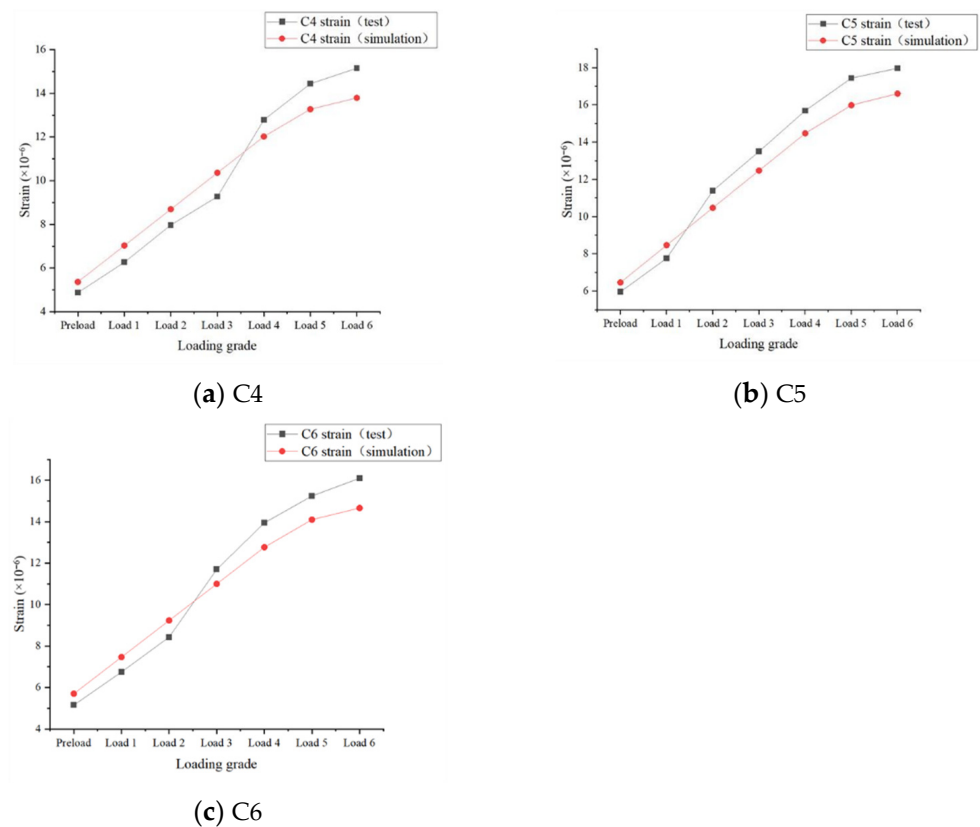 C4 strain（test）
C4 strain（simulation）
16
14
12
10
8
6
4
Strain (×10⁻⁶)
Preload Load 1 Load 2 Load 3 Load 4 Load 5 Load 6
Loading grade
(a) C4
C5 strain（test）
C5 strain（simulation）
18
16
14
12
10
8
6
Strain (×10⁻⁶)
Preload Load 1 Load 2 Load 3 Load 4 Load 5 Load 6
Loading grade
(b) C5
C6 strain（test）
C6 strain（simulation）
16
14
12
10
8
6
4
Strain (×10⁻⁶)
Preload Load 1 Load 2 Load 3 Load 4 Load 5 Load 6
Loading grade
(c) C6